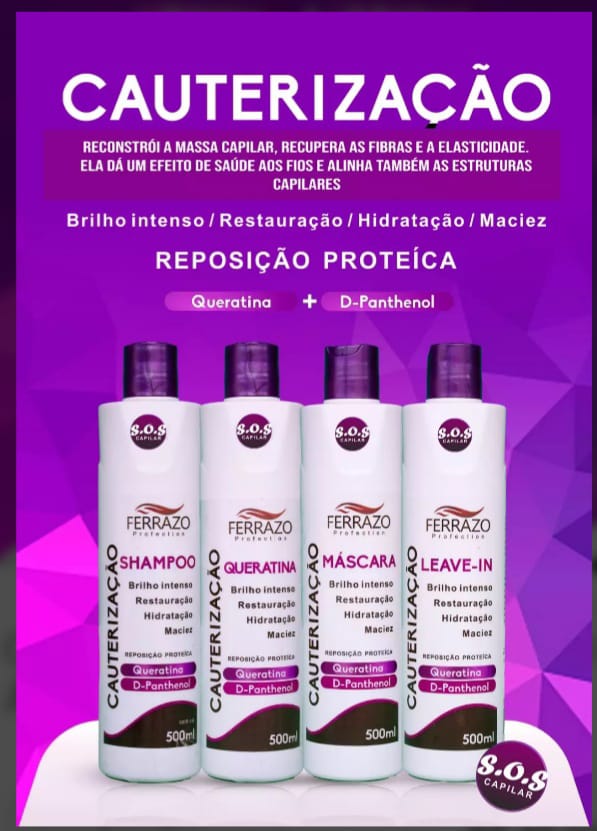 CAUTERIZAÇÃO
RECONSTRÓI A MASSA CAPILAR, RECUPERA AS FIBRAS E A ELASTICIDADE.
ELA DÁ UM EFEITO DE SAÚDE AOS FIOS E ALINHA TAMBÉM AS ESTRUTURAS
CAPILARES
Brilho intenso / Restauração / Hidratação / Maciez
REPOSIÇÃO PROTEÍCA
Queratina + D-Panthenol
S.O.S
CAPILAR
FERRAZO
Profection
CAUTERIZAÇÃO
SHAMPOO
Brilho intenso
Restauração
Hidratação
Maciez
REPOSIÇÃO PROTEÍCA
Queratina
D-Panthenol
500ml
S.O.S
CAPILAR
FERRAZO
Profection
CAUTERIZAÇÃO
QUERATINA
Brilho intenso
Restauração
Hidratação
Maciez
REPOSIÇÃO PROTEÍCA
Queratina
D-Panthenol
500ml
S.O.S
CAPILAR
FERRAZO
Profection
CAUTERIZAÇÃO
MÁSCARA
Brilho intenso
Restauração
Hidratação
Maciez
REPOSIÇÃO PROTEÍCA
Queratina
D-Panthenol
500ml
S.O.S
CAPILAR
FERRAZO
Profection
CAUTERIZAÇÃO
LEAVE-IN
Brilho intenso
Restauração
Hidratação
Maciez
REPOSIÇÃO PROTEÍCA
Queratina
D-Panthenol
500ml
S.O.S
CAPILAR